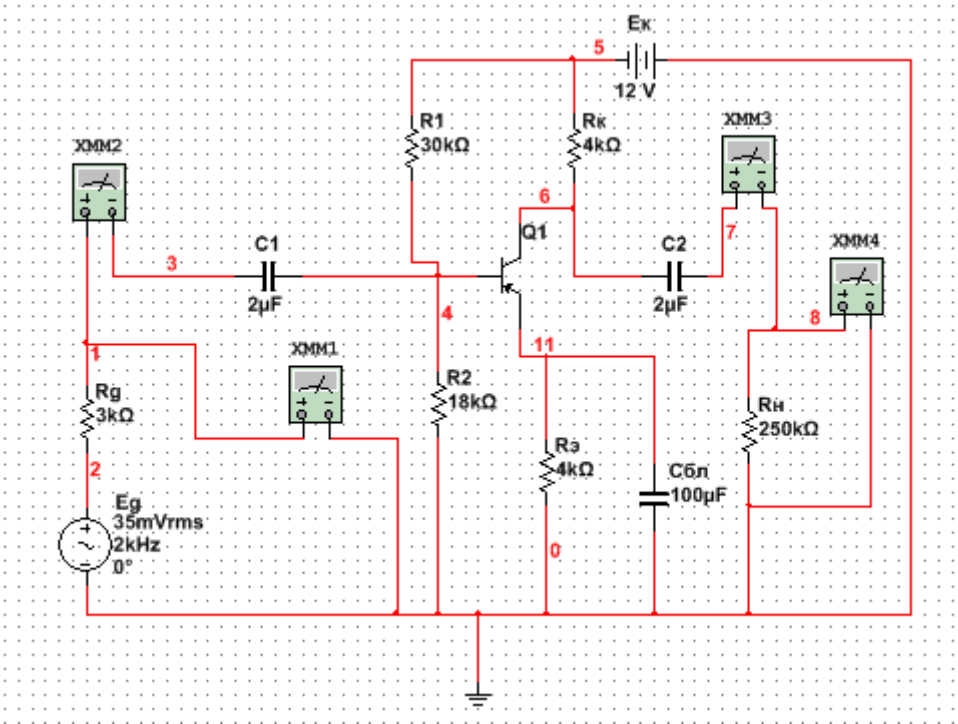 Eк
5
12 V
R1
30kΩ
Rк
4kΩ
XMM3
XMM2
6
Q1
7
C1
3
2µF
C2
2µF
XMM4
4
8
11
1
XMM1
R2
18kΩ
Rg
3kΩ
Rн
250kΩ
Rэ
4kΩ
2
Cбл
100µF
Eg
35mVrms
2kHz
0°
0